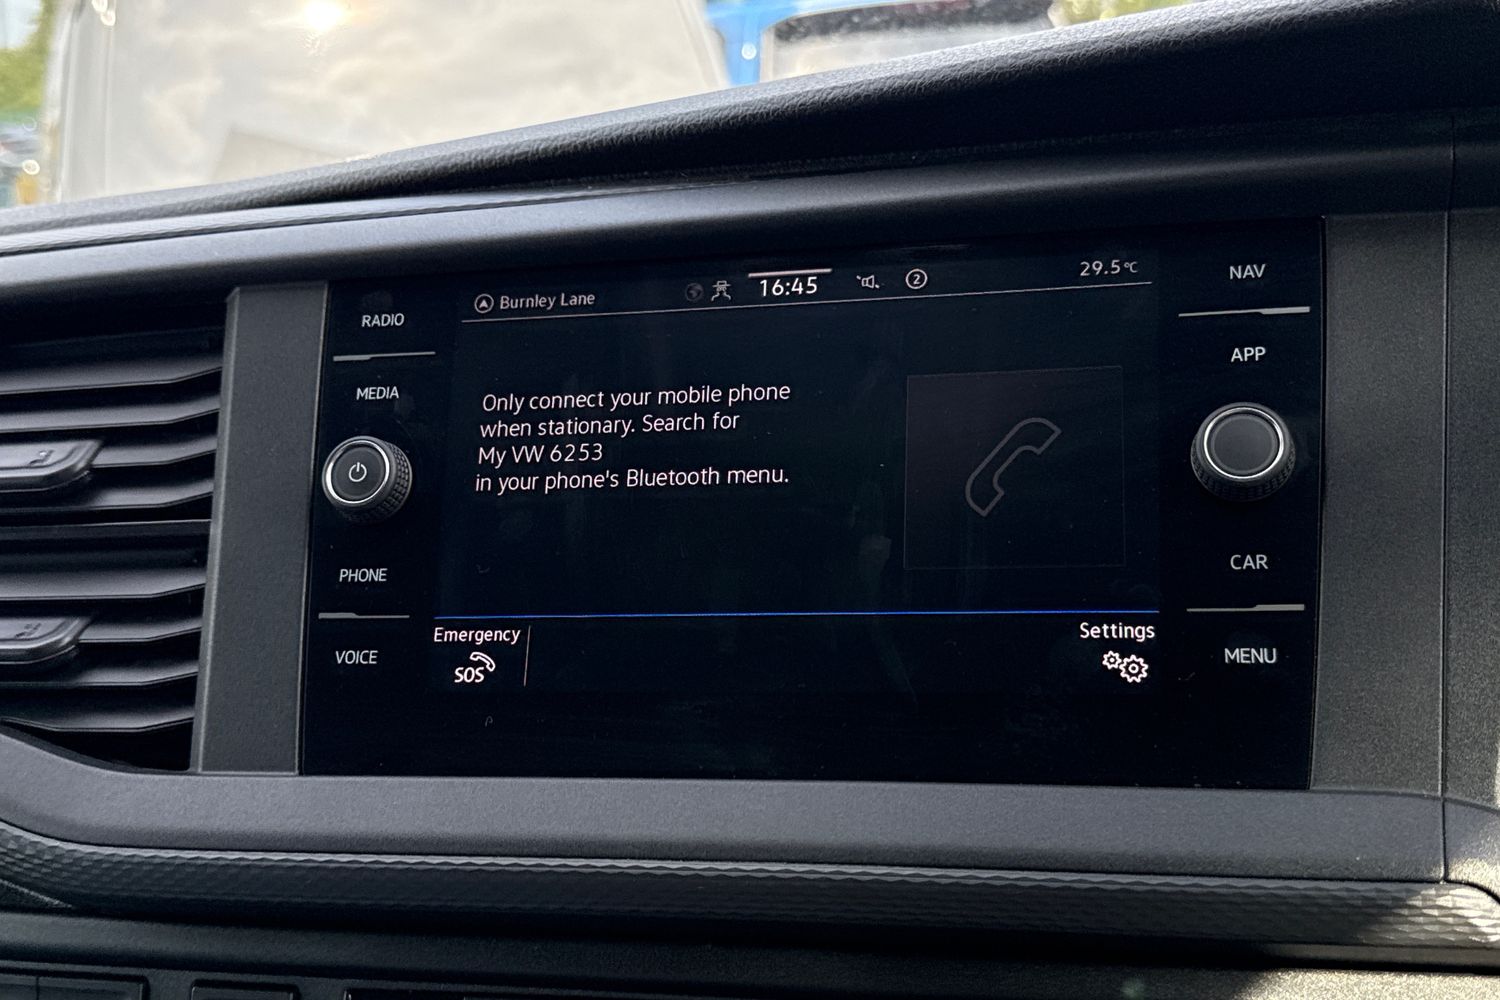 Burnley Lane
16:45
2
29.5°C
NAV
RADIO
APP
MEDIA
Only connect your mobile phone
when stationary. Search for
My VW 6253
in your phone's Bluetooth menu.
PHONE
CAR
VOICE
Emergency
SOS
Settings
MENU